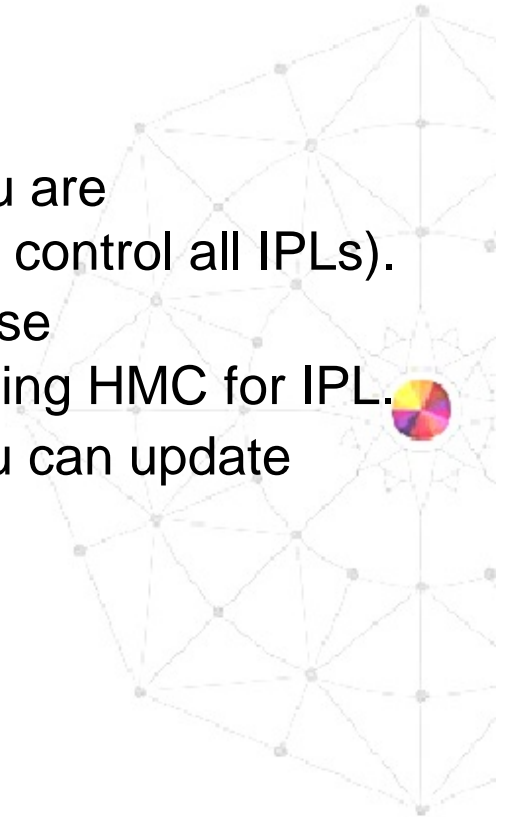 u are
control all IPLs).
se
ing HMC for IPL.
u can update